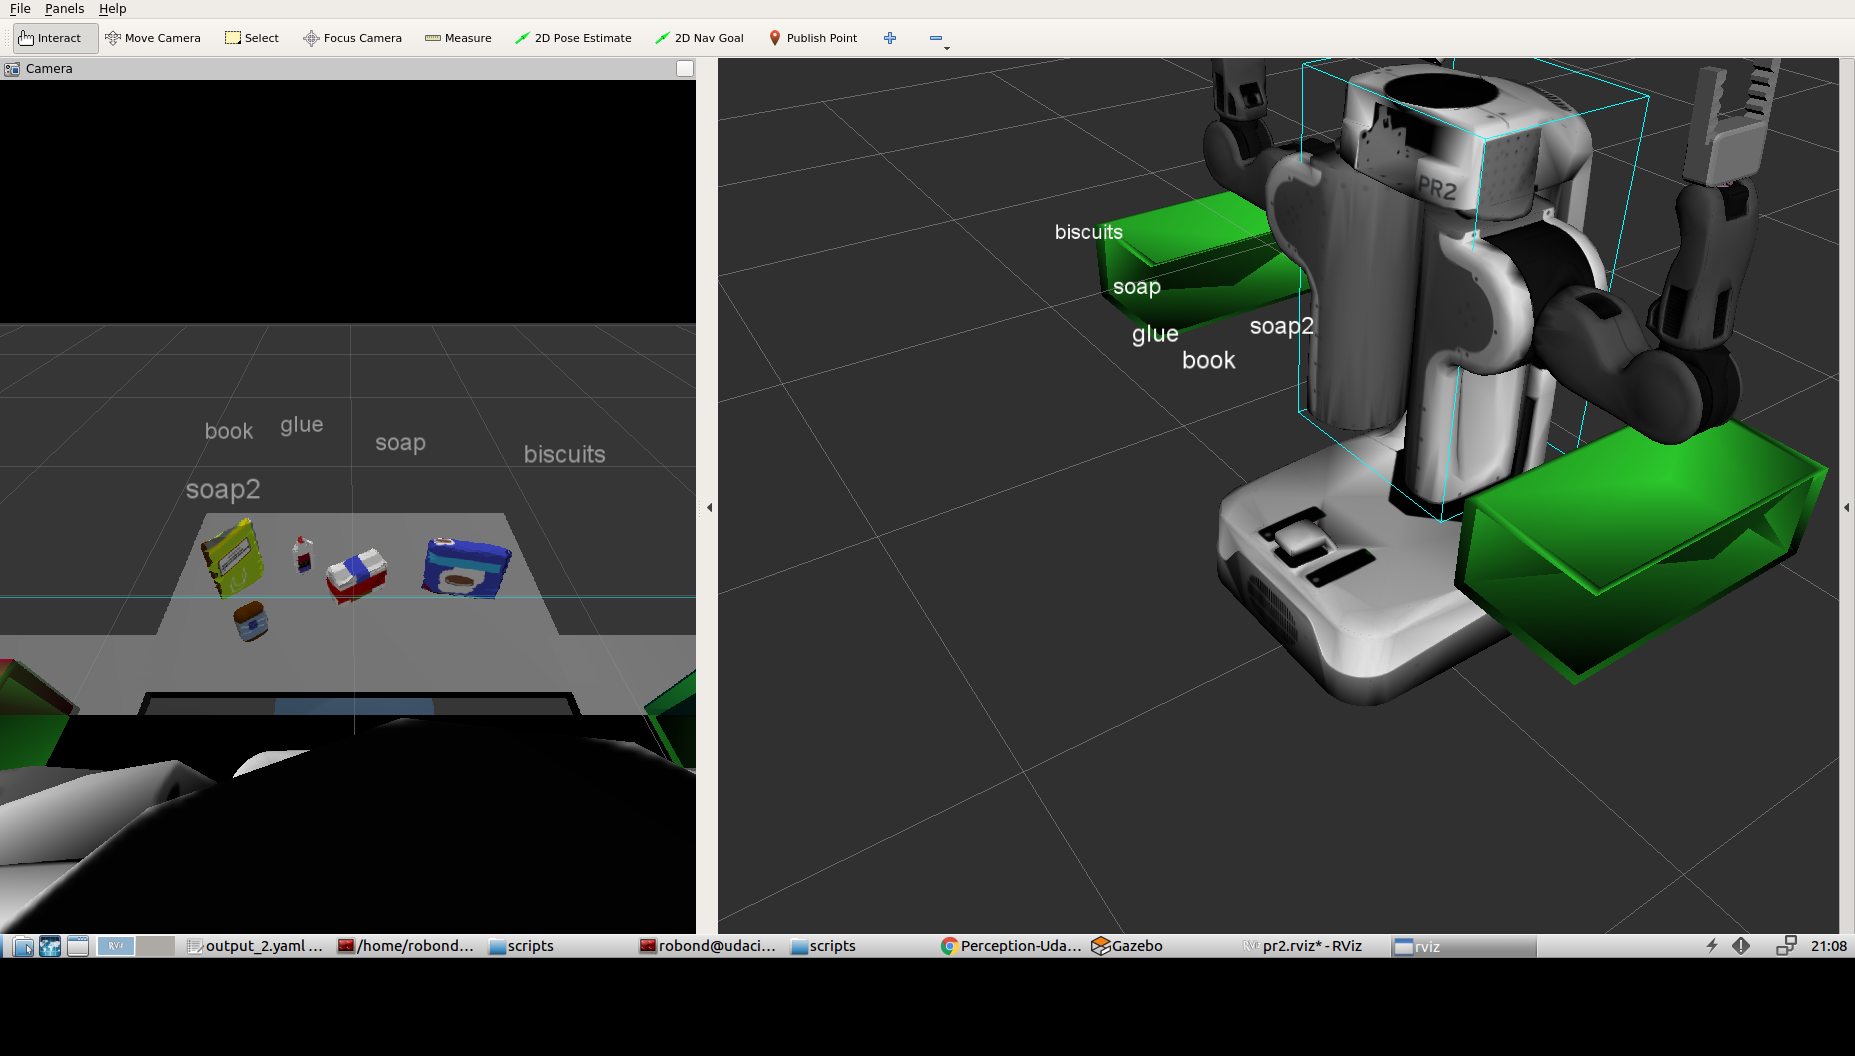 File Panels Help
Interact Move Camera Select Focus Camera Measure 2D Pose Estimate 2D Nav Goal Publish Point
Camera
book
glue
soap
biscuits
soap2
PR2
biscuits
soap
glue
soap2
book
output_2.yaml ... /home/robond... scripts robond@udaci... scripts Perception-Uda... Gazebo pr2.rviz* - RViz rviz 21:08